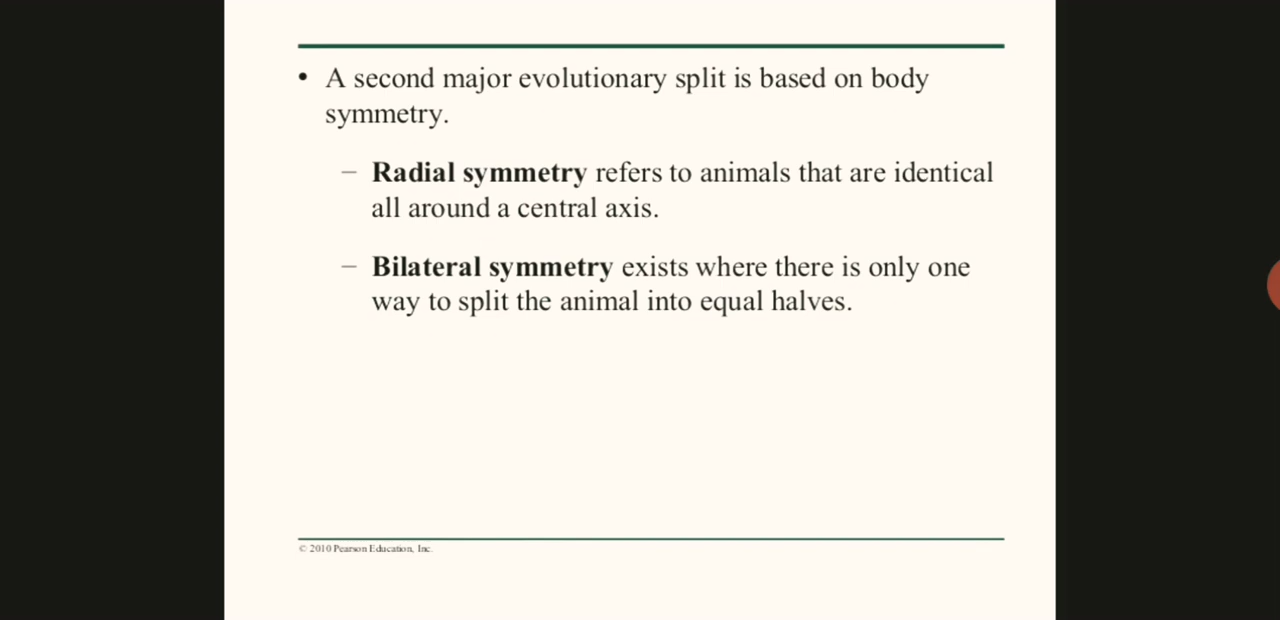 • A second major evolutionary split is based on body
symmetry.
– Radial symmetry refers to animals that are identical
all around a central axis.
– Bilateral symmetry exists where there is only one
way to split the animal into equal halves.
© 2010 Pearson Education, Inc.